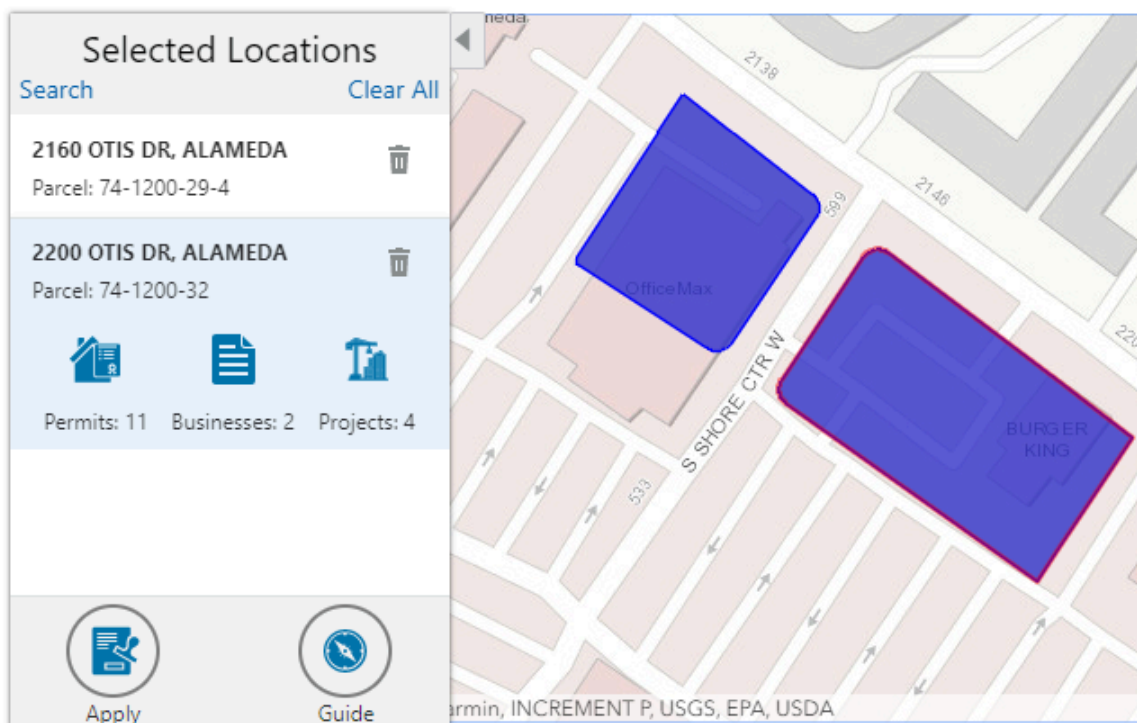 Selected Locations
Search
Clear All
2160 OTIS DR, ALAMEDA
Parcel: 74-1200-29-4
2200 OTIS DR, ALAMEDA
Parcel: 74-1200-32
Permits: 11
Businesses: 2
Projects: 4
Apply
Guide
2138
2146
599
OfficeMax
S SHORE CTR W
BURGER
KING
533
INCREMENT P, USGS, EPA, USDA